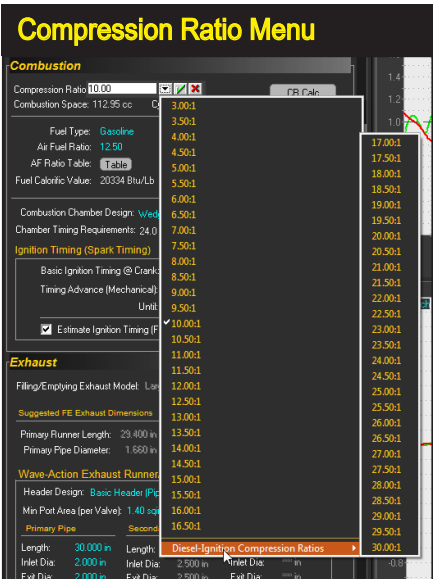 Compression Ratio Menu
Combustion
Compression Ratio 10.00
CR Calc
Combustion Space: 112.95 cc
Fuel Type: Gasoline
Air Fuel Ratio: 12.50
AF Ratio Table: Table
Fuel Calorific Value: 20334 Btu/Lb
Combustion Chamber Design:
Chamber Timing Requirements: 24.0
Ignition Timing (Spark Timing)
Basic Ignition Timing @ Crank:
Timing Advance (Mechanical):
Until:
Estimate Ignition Timing (F
Exhaust
Filling/Emptying Exhaust Model:
Suggested FE Exhaust Dimensions
Primary Runner Length: 29.400 in
Primary Pipe Diameter: 1.660 in
Wave-Action Exhaust Runner
Header Design: Basic Header (Pip
Min Port Area (per Valve): 1.40 sq
Primary Pipe
Length: 30.000 in
Inlet Dia: 2.000 in
Exit Dia: 2.000 in
Length:
Inlet Dia: 2.500 in
Exit Dia: 2.500 in
Inlet Dia: in
Exit Dia: in
3.00:1
3.50:1
4.00:1
4.50:1
5.00:1
5.50:1
6.00:1
6.50:1
7.00:1
7.50:1
8.00:1
8.50:1
9.00:1
9.50:1
10.00:1
10.50:1
11.00:1
11.50:1
12.00:1
12.50:1
13.00:1
13.50:1
14.00:1
14.50:1
15.00:1
15.50:1
16.00:1
16.50:1
Diesel-Ignition Compression Ratios
17.00:1
17.50:1
18.00:1
18.50:1
19.00:1
19.50:1
20.00:1
20.50:1
21.00:1
21.50:1
22.00:1
22.50:1
23.00:1
23.50:1
24.00:1
24.50:1
25.00:1
25.50:1
26.00:1
26.50:1
27.00:1
27.50:1
28.00:1
28.50:1
29.00:1
29.50:1
30.00:1
1.4
1.2
1.0
-0.8